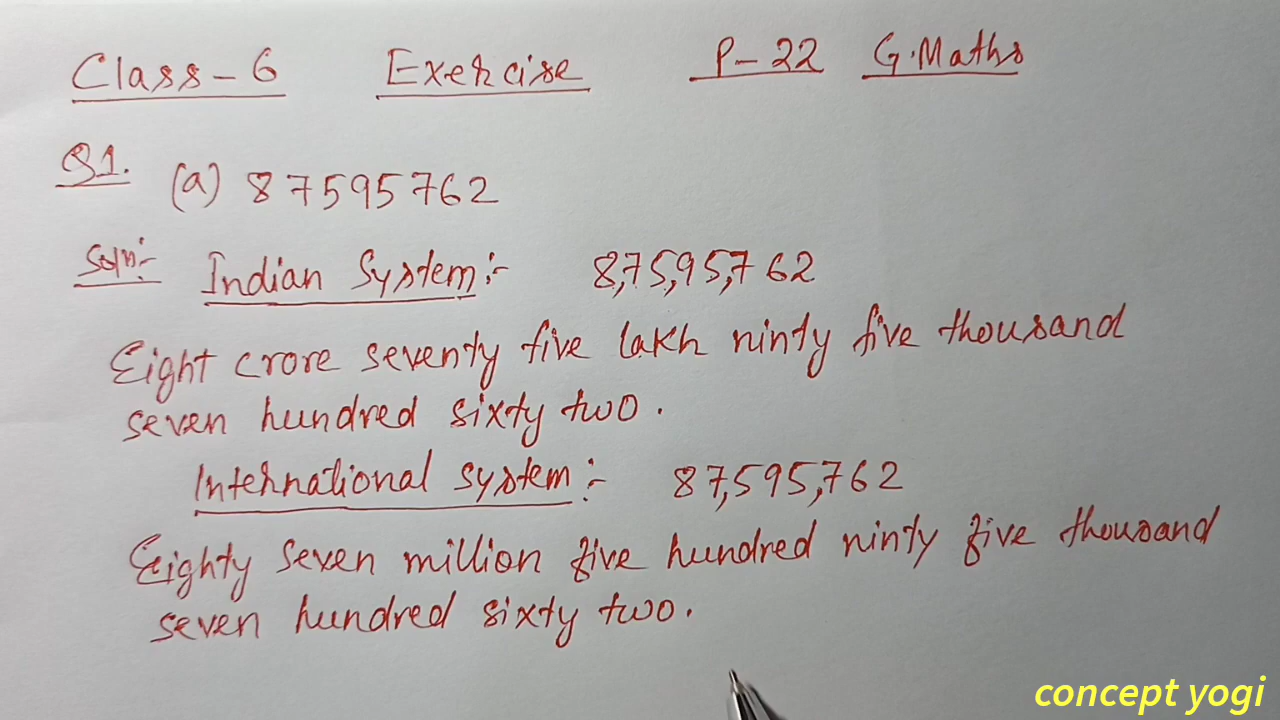 Class-6 Exercise P-22 G.Maths
Q1. (a) 87595762
Soln:- Indian System:- 8,75,95,762
Eight crore seventy five lakh ninty five thousand
seven hundred sixty two.
International system:- 87,595,762
Eighty seven million five hundred ninty five thousand
seven hundred sixty two.
concept yogi